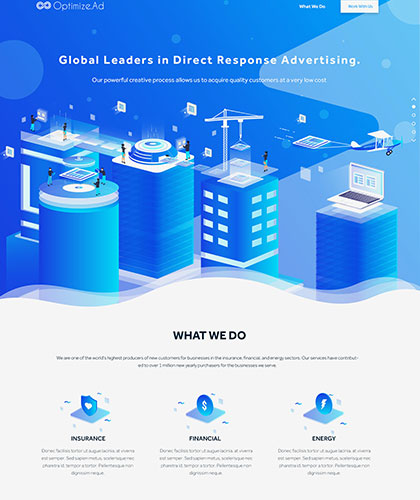 Optimize.Ad
What We Do
Work With Us
Global Leaders in Direct Response Advertising.
Our powerful creative process allows us to acquire quality customers at a very low cost
WHAT WE DO
We are one of the world's highest producers of new customers for businesses in the insurance, financial, and energy sectors. Our services have contribut-
ed to over 1 million new yearly purchasers for the businesses we serve.
INSURANCE
Donec facilisis tortor ut augue lacinia, at viverra est
semper. Sed sapien metus, scelerisque nec
pharetra id, tempor a tortor. Pellentesque non
dignissim neque.
FINANCIAL
Donec facilisis tortor ut augue lacinia, at viverra est
semper. Sed sapien metus, scelerisque nec
pharetra id, tempor a tortor. Pellentesque non
dignissim neque.
ENERGY
Donec facilisis tortor ut augue lacinia, at viverra est
semper. Sed sapien metus, scelerisque nec
pharetra id, tempor a tortor. Pellentesque non
dignissim neque.